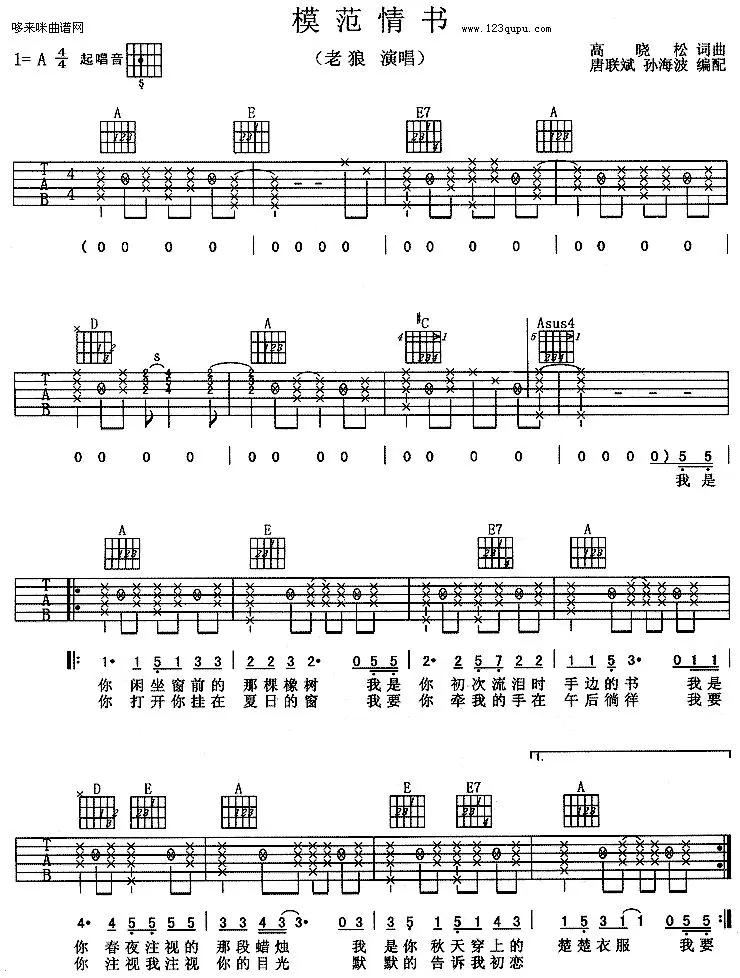 哆来咪曲谱网
模范情书
www.123qupu.com
（老狼 演唱）
高晓松 词曲
唐联斌 孙海波 编配
1=A 4/4 起唱音
S
A E E7 A
T A B 4/4
(0 0 0 0 | 0 0 0 0 | 0 0 0 0 | 0 0 0 0 |
D A #C Asus4
T A B
0 0 0 0 | 0 0 0 0 | 0 0 0 0 | 0 0 0 0) 5 5 |
我是
A E E7 A
T A B
1· 1 5 1 3 3 | 2 2 3 2· 0 5 5 | 2· 2 5 7 2 2 | 1 1 5 3· 0 1 1 |
你 闲坐窗前的 那棵橡树 我是 你 初次流泪时 手边的书 我是
你 打开你挂在 夏日的窗 我要 你 牵我的手在 午后徜徉 我要
1.
D E A E E7 A
T A B
4· 4 5 5 5 5 | 3 3 4 3 3· 0 3 | 3 5 1 5 4 4 | 3 5 3 1 1 0 5 5 :|
你 春夜注视的 那段蜡烛 我 是你秋天穿上的 楚楚衣服 我要
你 注视我注视 你的目光 默 默的告诉我初恋